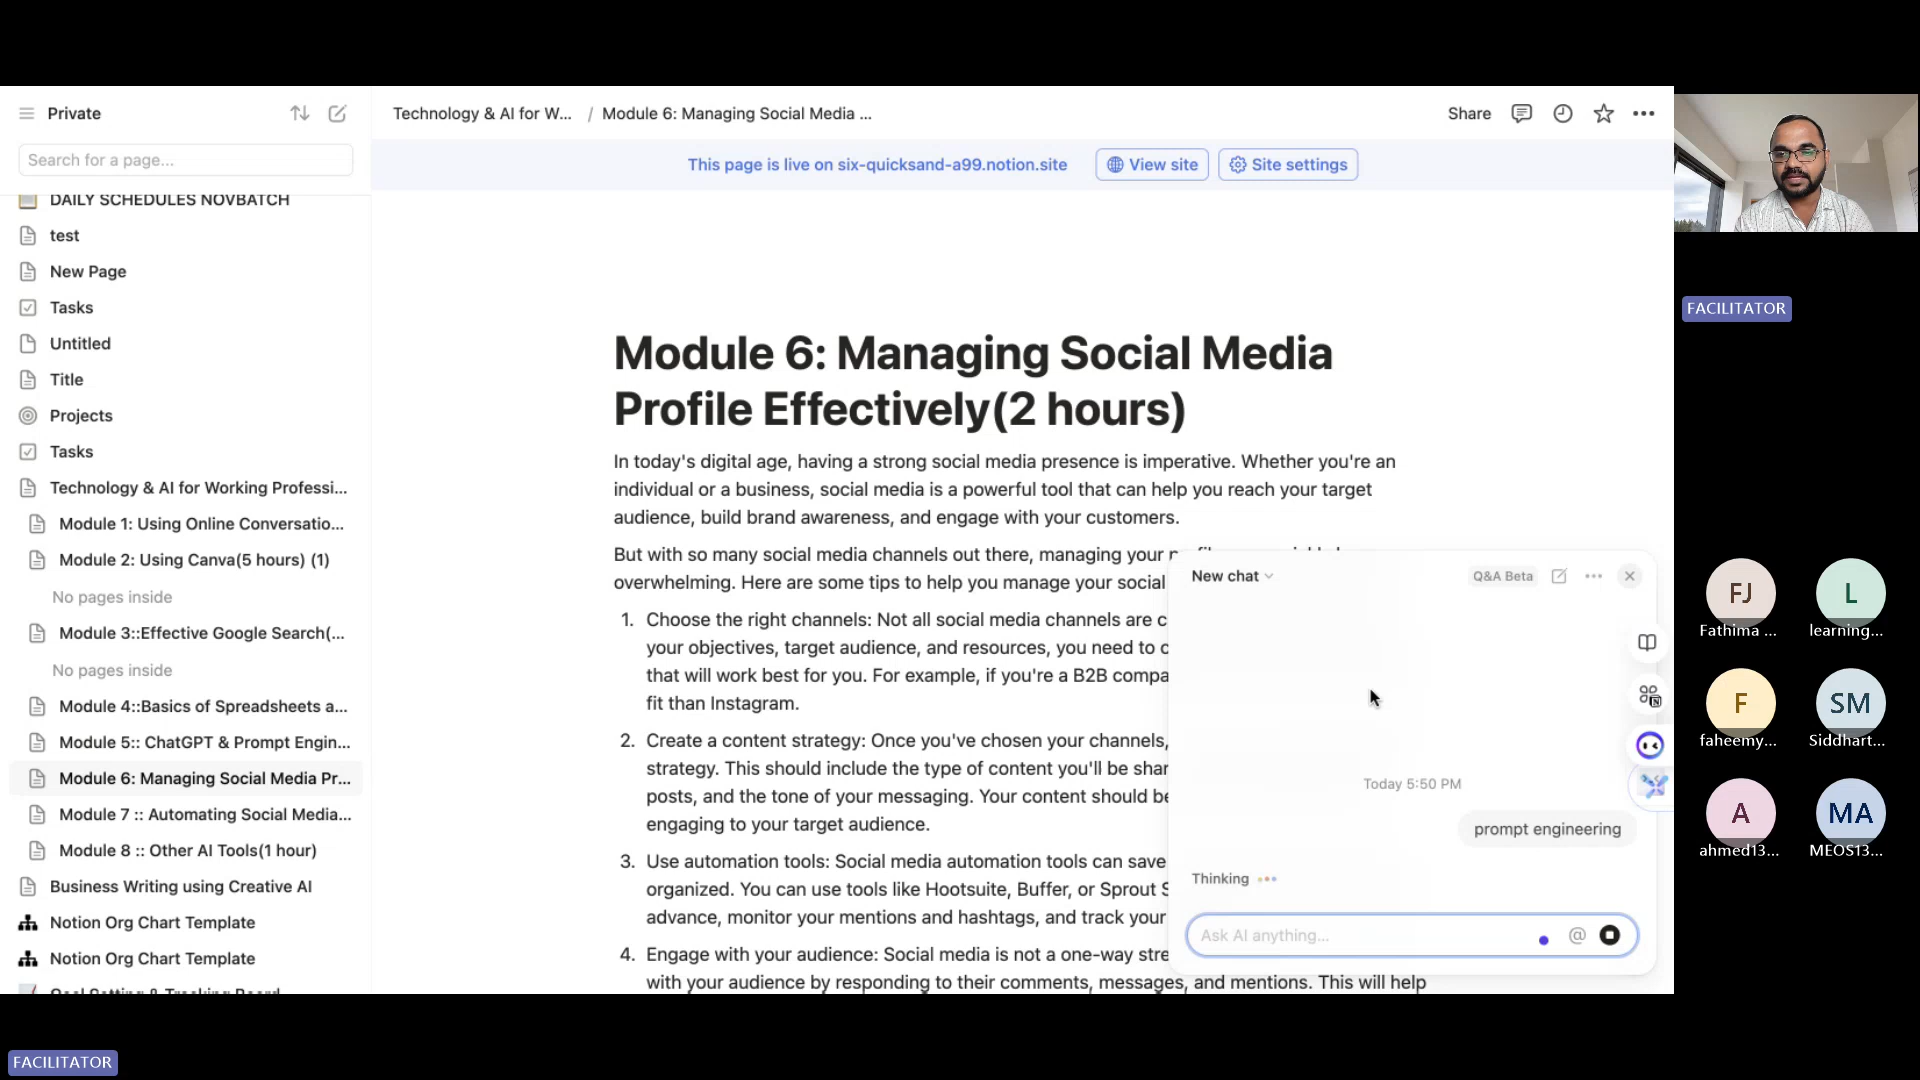 Private
Search for a page...
DAILY SCHEDULES NOVBATCH
test
New Page
Tasks
Untitled
Title
Projects
Tasks
Technology & AI for Working Professi...
Module 1: Using Online Conversatio...
Module 2: Using Canva(5 hours) (1)
No pages inside
Module 3::Effective Google Search(...
No pages inside
Module 4::Basics of Spreadsheets a...
Module 5:: ChatGPT & Prompt Engin...
Module 6: Managing Social Media Pr...
Module 7 :: Automating Social Media...
Module 8 :: Other AI Tools(1 hour)
Business Writing using Creative AI
Notion Org Chart Template
Notion Org Chart Template
Technology & AI for W... / Module 6: Managing Social Media ...
Share
This page is live on six-quicksand-a99.notion.site
View site
Site settings
Module 6: Managing Social Media
Profile Effectively(2 hours)
In today's digital age, having a strong social media presence is imperative. Whether you're an
individual or a business, social media is a powerful tool that can help you reach your target
audience, build brand awareness, and engage with your customers.
But with so many social media channels out there, managing your
overwhelming. Here are some tips to help you manage your social
1. Choose the right channels: Not all social media channels are c
your objectives, target audience, and resources, you need to c
that will work best for you. For example, if you're a B2B compa
fit than Instagram.
2. Create a content strategy: Once you've chosen your channels,
strategy. This should include the type of content you'll be shar
posts, and the tone of your messaging. Your content should be
engaging to your target audience.
3. Use automation tools: Social media automation tools can save
organized. You can use tools like Hootsuite, Buffer, or Sprout S
advance, monitor your mentions and hashtags, and track your
4. Engage with your audience: Social media is not a one-way stre
with your audience by responding to their comments, messages, and mentions. This will help
New chat
Q&A Beta
Today 5:50 PM
prompt engineering
Thinking
Ask AI anything...
FACILITATOR
FJ
Fathima ...
L
learning...
F
faheemy...
SM
Siddhart...
A
ahmed13...
MA
MEOS13...
FACILITATOR